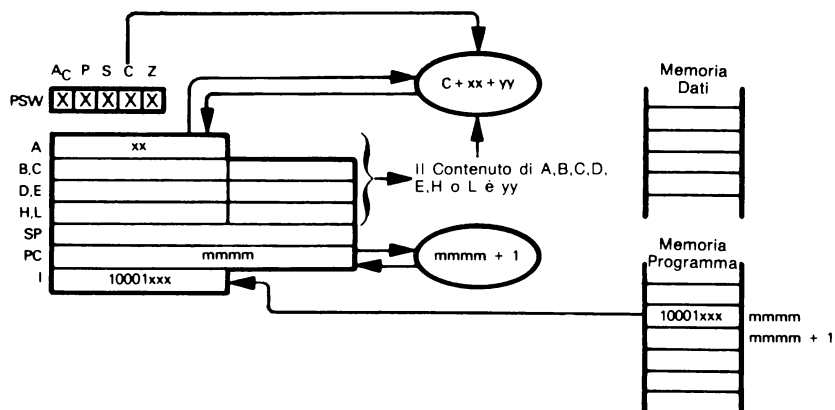 A_C P S C Z
PSW X X X X X
C + xx + yy
Memoria
Dati
A xx
B,C
D,E
H,L
SP
PC mmmm
I 10001xxx
Il Contenuto di A,B,C,D,
E,H o L è yy
mmmm + 1
Memoria
Programma
10001xxx mmmm
mmmm + 1